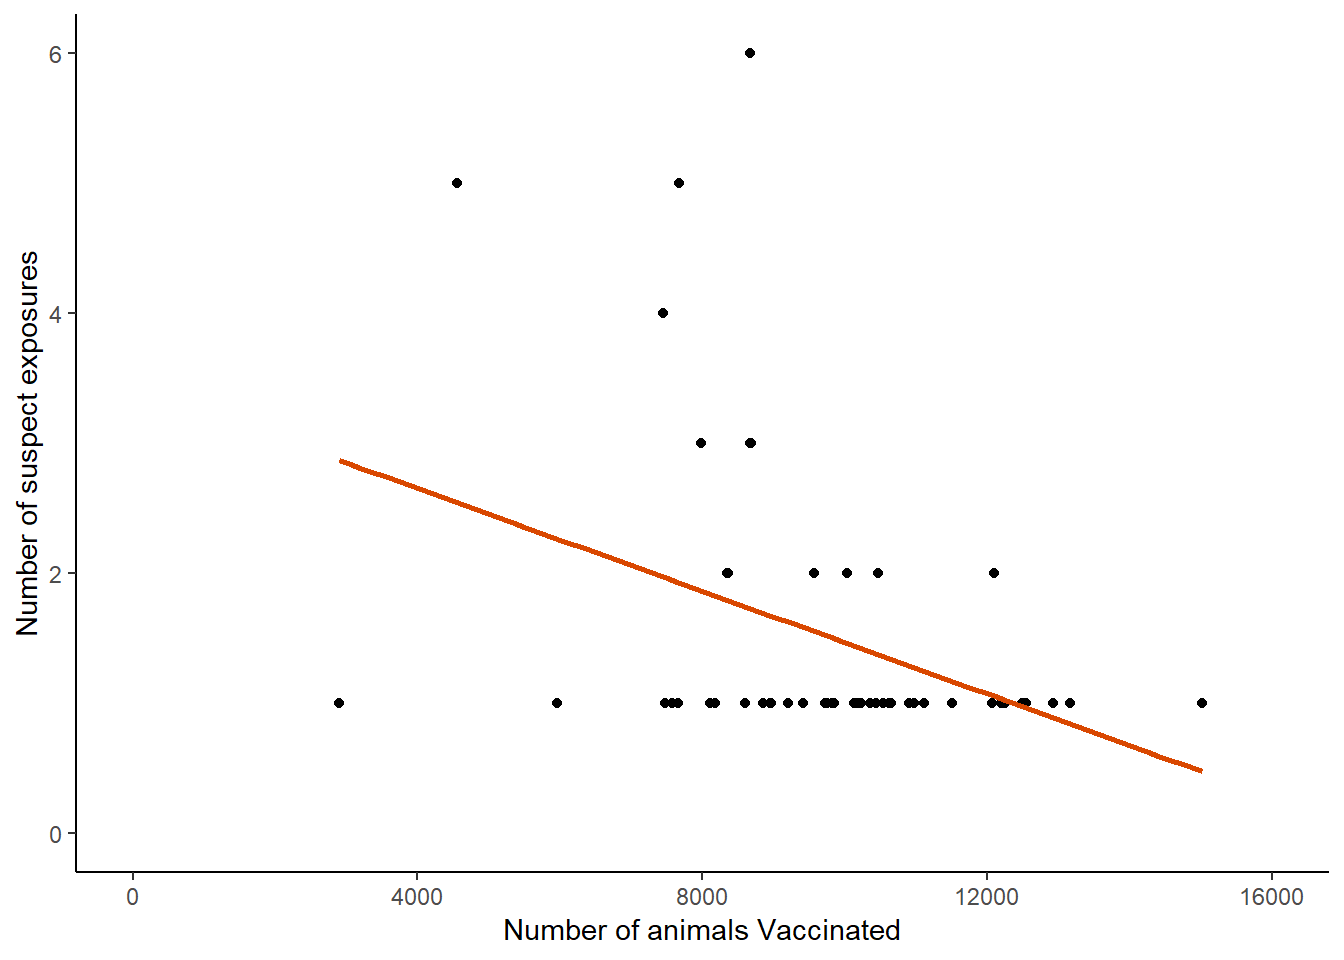 6
4
2
0
Number of suspect exposures
0 4000 8000 12000 16000
Number of animals Vaccinated